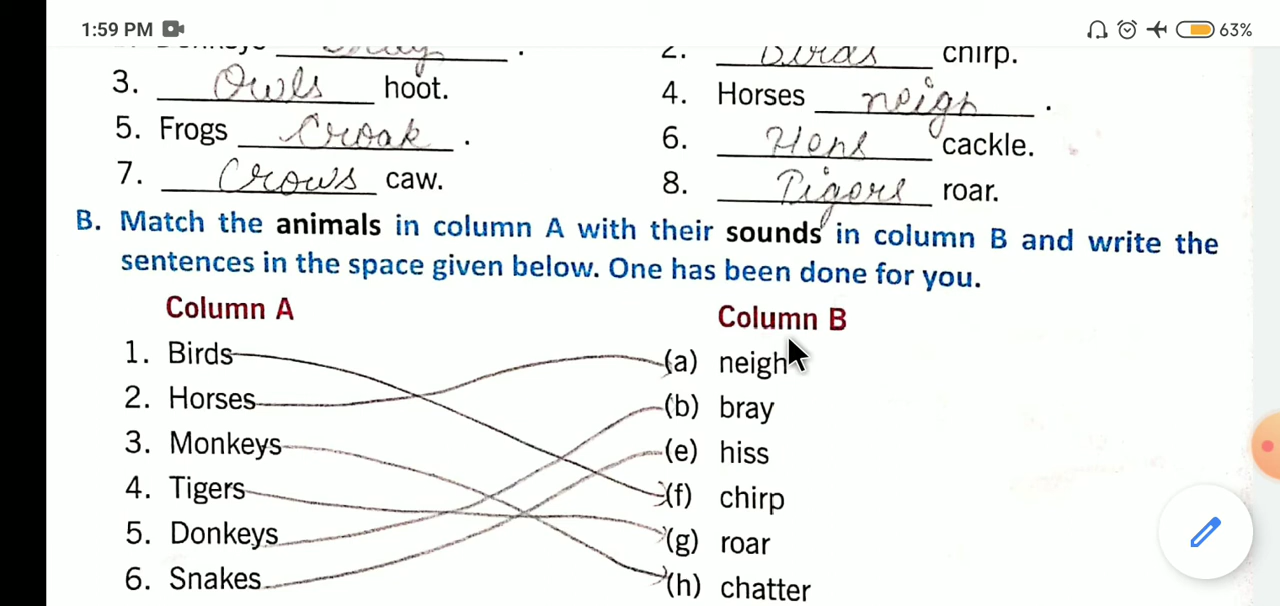 1:59 PM 63%
Donkeys bray . 2. Birds chirp.
3. Owls hoot. 4. Horses neigh .
5. Frogs Croak . 6. Hens cackle.
7. Crows caw. 8. Tigers roar.
B. Match the animals in column A with their sounds in column B and write the
sentences in the space given below. One has been done for you.
Column A Column B
1. Birds (a) neigh
2. Horses (b) bray
3. Monkeys (e) hiss
4. Tigers (f) chirp
5. Donkeys (g) roar
6. Snakes (h) chatter